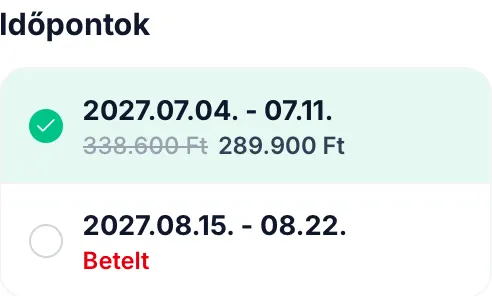 Időpontok
2027.07.04. - 07.11.
338.600 Ft 289.900 Ft
2027.08.15. - 08.22.
Betelt